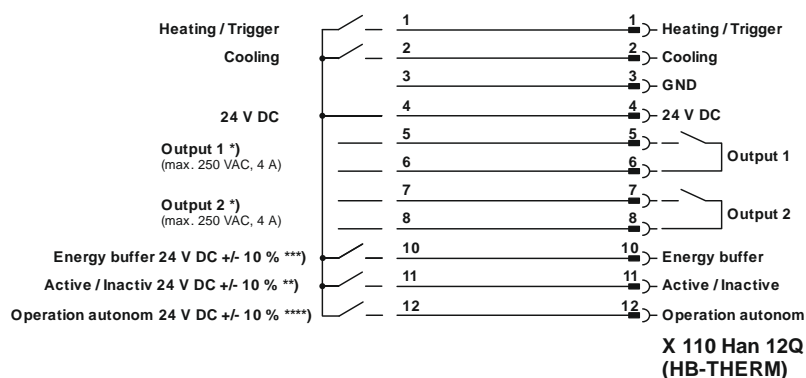 Heating / Trigger 1 1 Heating / Trigger
Cooling 2 2 Cooling
3 3 GND
24 V DC 4 4 24 V DC
Output 1 *) 5 5
(max. 250 VAC, 4 A) 6 6 Output 1
Output 2 *) 7 7
(max. 250 VAC, 4 A) 8 8 Output 2
Energy buffer 24 V DC +/- 10 % ***) 10 10 Energy buffer
Active / Inactiv 24 V DC +/- 10 % **) 11 11 Active / Inactive
Operation autonom 24 V DC +/- 10 % ****) 12 12 Operation autonom
X 110 Han 12Q
(HB-THERM)